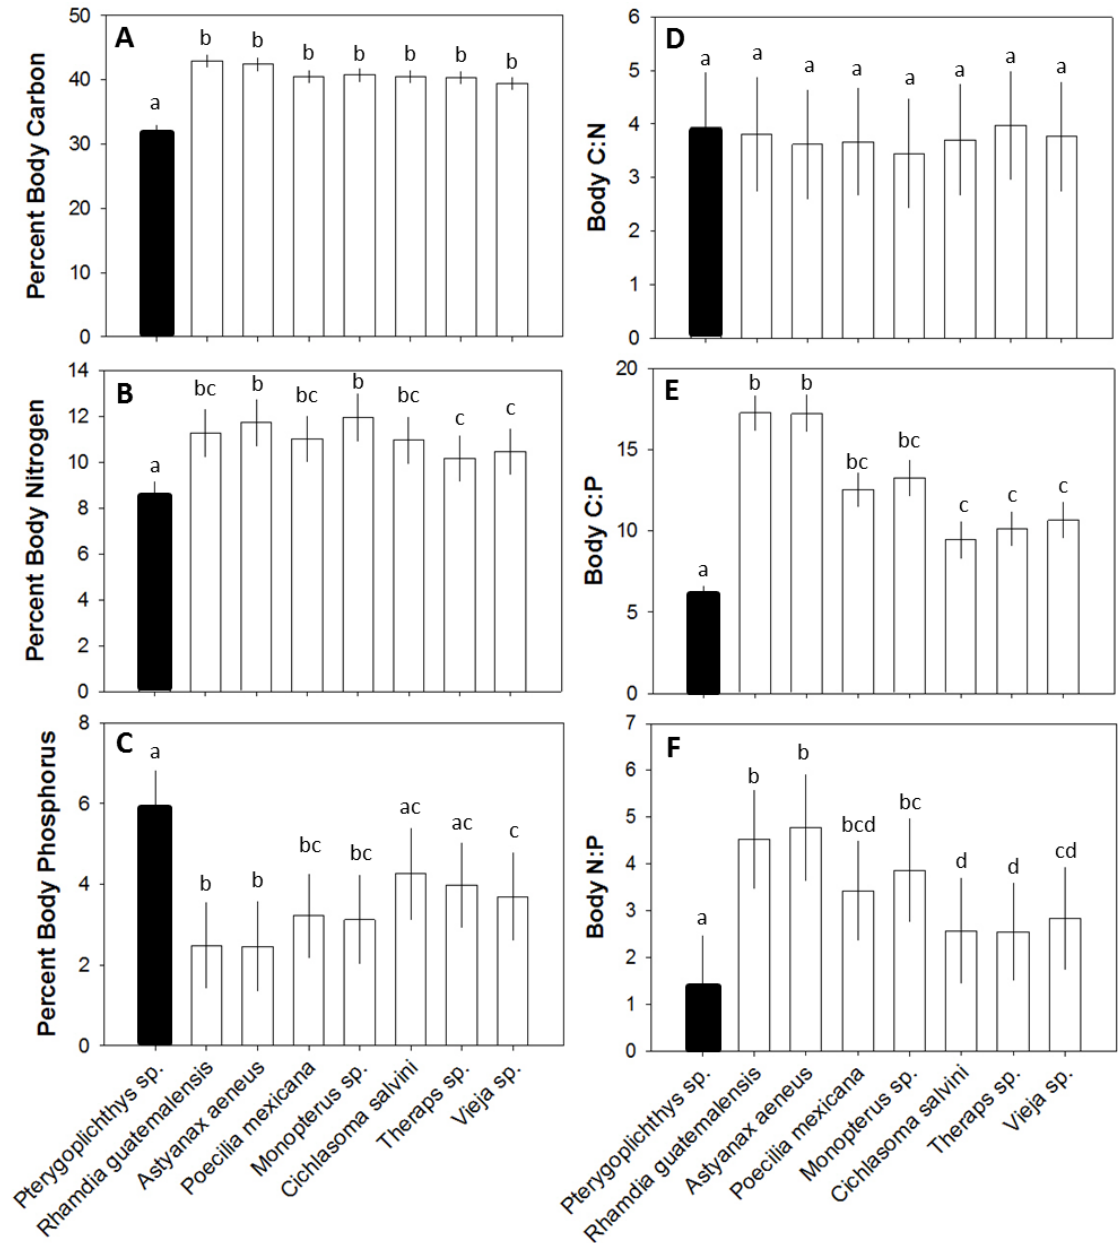 A
Percent Body Carbon
50
40
30
20
10
0
a
b
b
b
b
b
b
b
B
Percent Body Nitrogen
14
12
10
8
6
4
2
0
a
bc
b
bc
b
bc
c
c
C
Percent Body Phosphorus
8
6
4
2
0
a
b
b
bc
bc
ac
ac
c
Pterygoplichthys sp.
Rhamdia guatemalensis
Astyanax aeneus
Poecilia mexicana
Monopterus sp.
Cichlasoma salvini
Theraps sp.
Vieja sp.
D
Body C:N
6
5
4
3
2
1
0
a
a
a
a
a
a
a
a
E
Body C:P
20
15
10
5
0
a
b
b
bc
bc
c
c
c
F
Body N:P
7
6
5
4
3
2
1
0
a
b
b
bcd
bc
d
d
cd
Pterygoplichthys sp.
Rhamdia guatemalensis
Astyanax aeneus
Poecilia mexicana
Monopterus sp.
Cichlasoma salvini
Theraps sp.
Vieja sp.